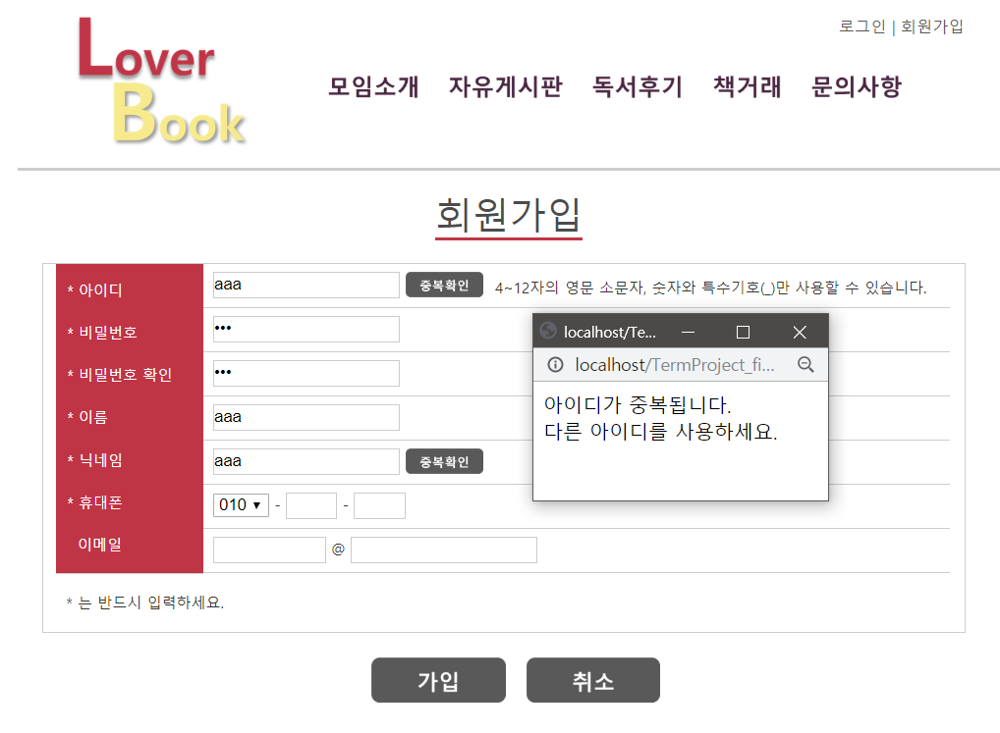 로그인 | 회원가입
Lover
Book
모임소개 자유게시판 독서후기 책거래 문의사항
회원가입
* 아이디 aaa 중복확인 4~12자의 영문 소문자, 숫자와 특수기호(_)만 사용할 수 있습니다.
* 비밀번호 •••
* 비밀번호 확인 •••
* 이름 aaa
* 닉네임 aaa 중복확인
* 휴대폰 010 ▼ - -
이메일 @
* 는 반드시 입력하세요.
localhost/Te...
localhost/TermProject_fi...
아이디가 중복됩니다.
다른 아이디를 사용하세요.
가입 취소